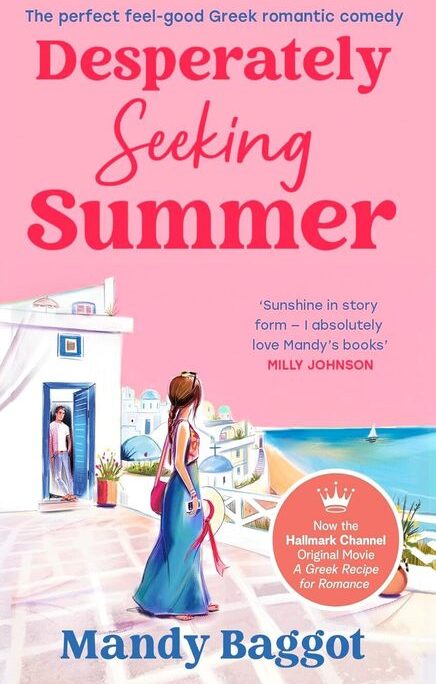 The perfect feel-good Greek romantic comedy
Desperately
Seeking
Summer
‘Sunshine in story
form – I absolutely
love Mandy’s books’
MILLY JOHNSON
Now the
Hallmark Channel
Original Movie
A Greek Recipe
for Romance
Mandy Baggot